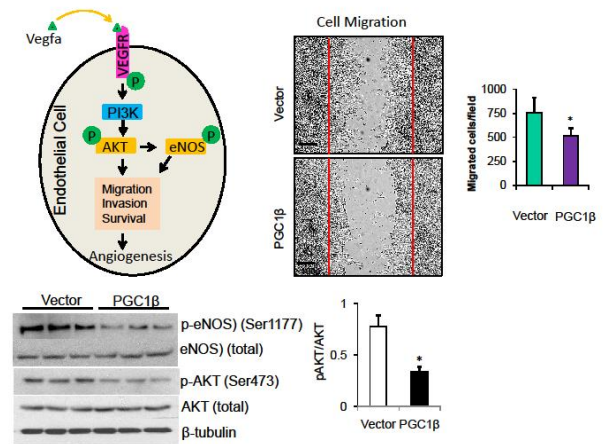 Vegfa
VEGFR
P
PI3K
P
P
AKT
eNOS
Migration
Invasion
Survival
Angiogenesis
Endothelial Cell
Cell Migration
Vector
PGC1β
Migrated cells/field
1000
750
500
250
0
*
Vector PGC1β
Vector PGC1β
p-eNOS) (Ser1177)
eNOS) (total)
p-AKT (Ser473)
AKT (total)
β-tubulin
pAKT/AKT
1
0.5
0
*
Vector PGC1β